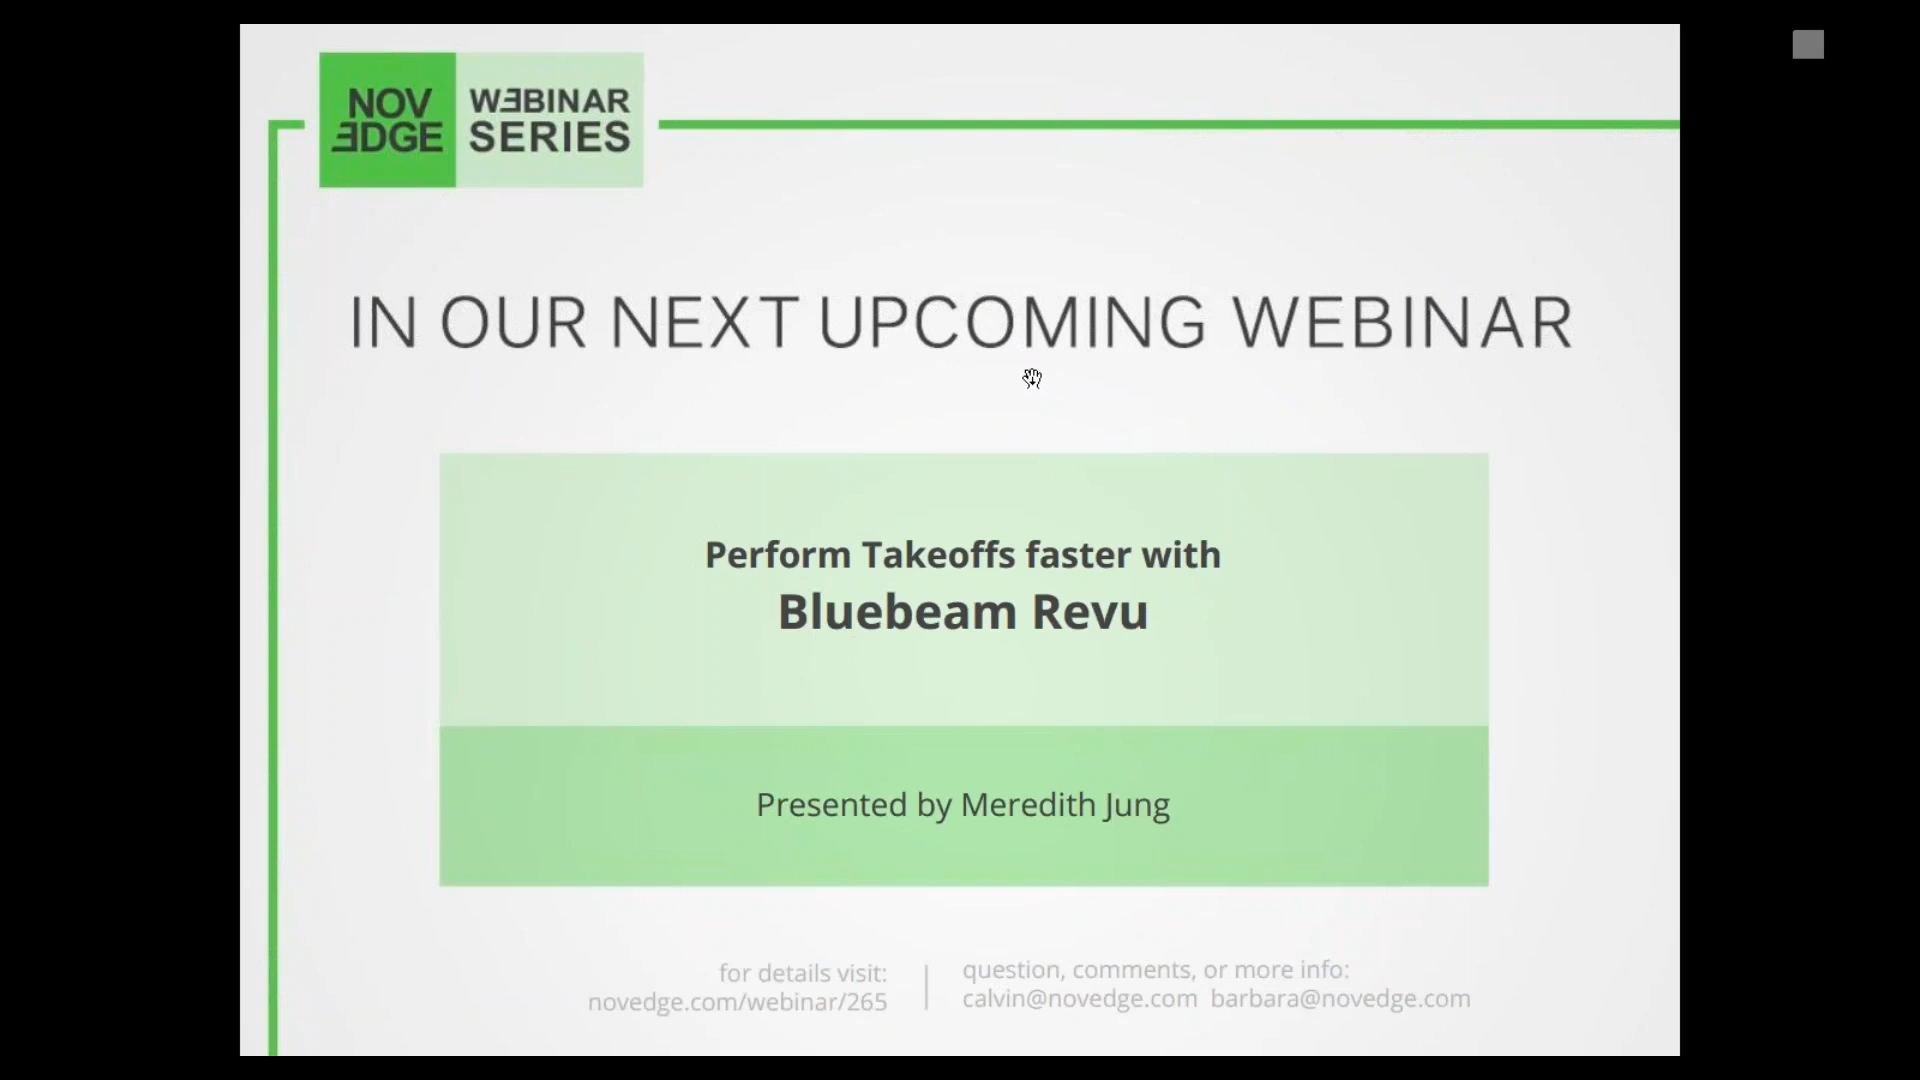 NOV
EDGE
WEBINAR
SERIES
IN OUR NEXT UPCOMING WEBINAR
Perform Takeoffs faster with
Bluebeam Revu
Presented by Meredith Jung
for details visit:
novedge.com/webinar/265
question, comments, or more info:
calvin@novedge.com barbara@novedge.com